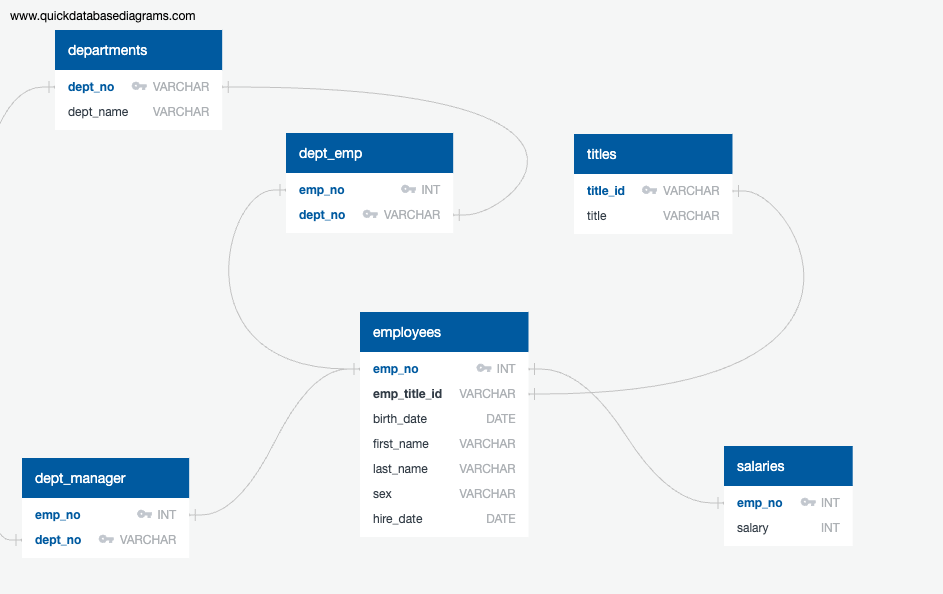 www.quickdatabasediagrams.com
departments
dept_no VARCHAR
dept_name VARCHAR
dept_emp
emp_no INT
dept_no VARCHAR
titles
title_id VARCHAR
title VARCHAR
employees
emp_no INT
emp_title_id VARCHAR
birth_date DATE
first_name VARCHAR
last_name VARCHAR
sex VARCHAR
hire_date DATE
dept_manager
emp_no INT
dept_no VARCHAR
salaries
emp_no INT
salary INT